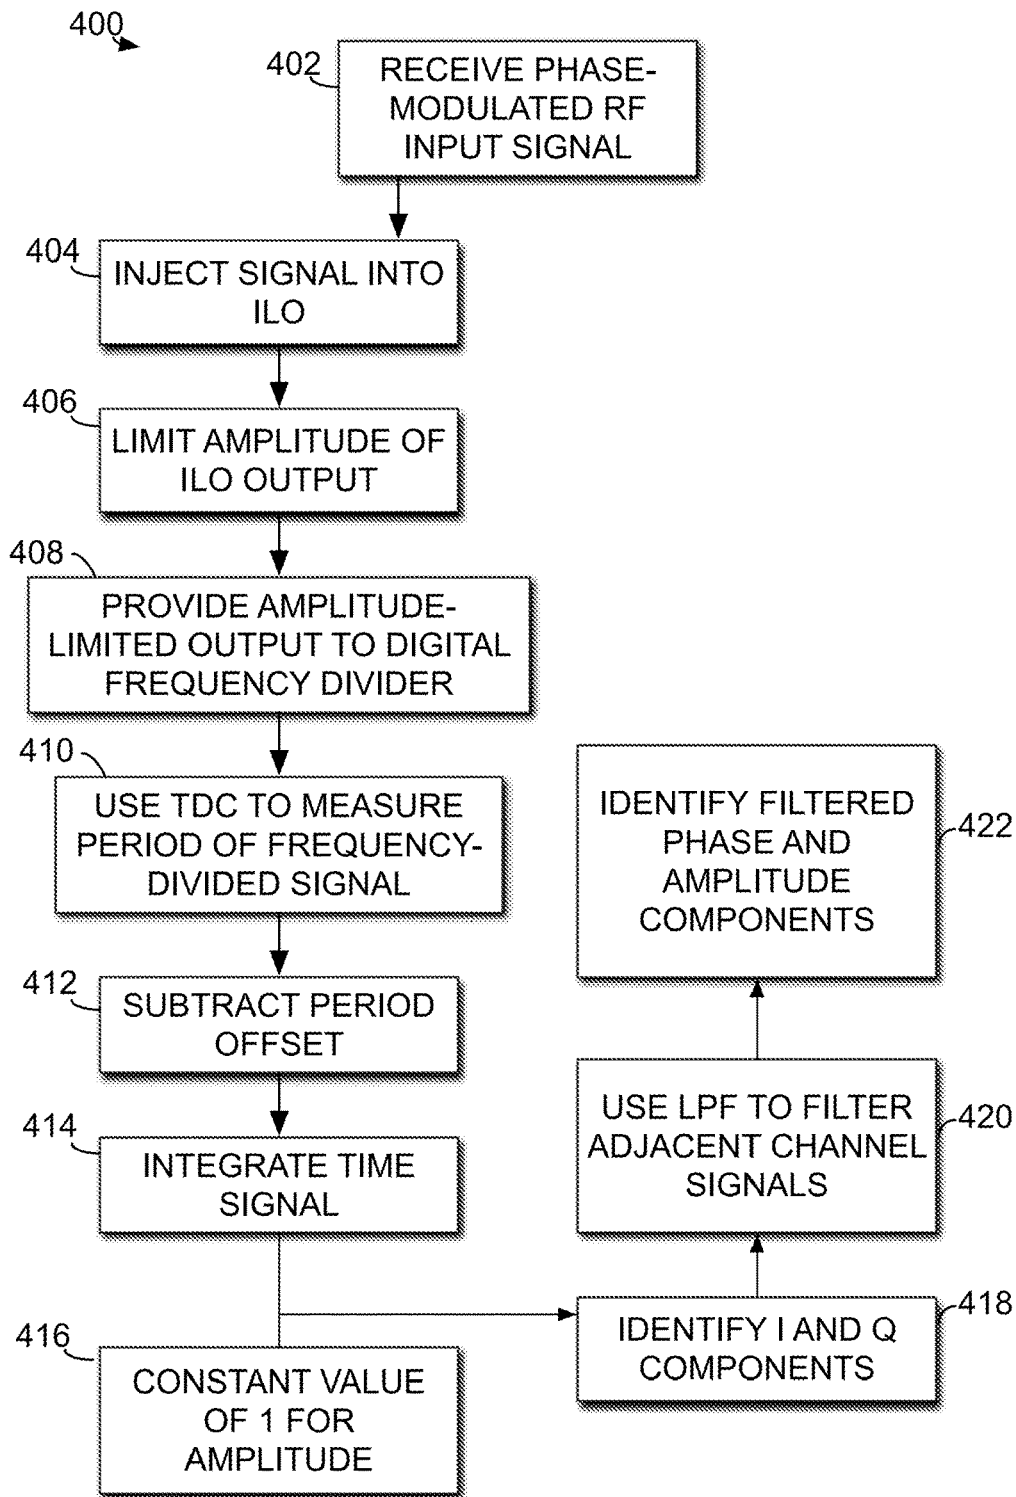 400
402
RECEIVE PHASE-
MODULATED RF
INPUT SIGNAL
404
INJECT SIGNAL INTO
ILO
406
LIMIT AMPLITUDE OF
ILO OUTPUT
408
PROVIDE AMPLITUDE-
LIMITED OUTPUT TO DIGITAL
FREQUENCY DIVIDER
410
USE TDC TO MEASURE
PERIOD OF FREQUENCY-
DIVIDED SIGNAL
412
SUBTRACT PERIOD
OFFSET
414
INTEGRATE TIME
SIGNAL
416
CONSTANT VALUE
OF 1 FOR
AMPLITUDE
418
IDENTIFY I AND Q
COMPONENTS
420
USE LPF TO FILTER
ADJACENT CHANNEL
SIGNALS
422
IDENTIFY FILTERED
PHASE AND
AMPLITUDE
COMPONENTS